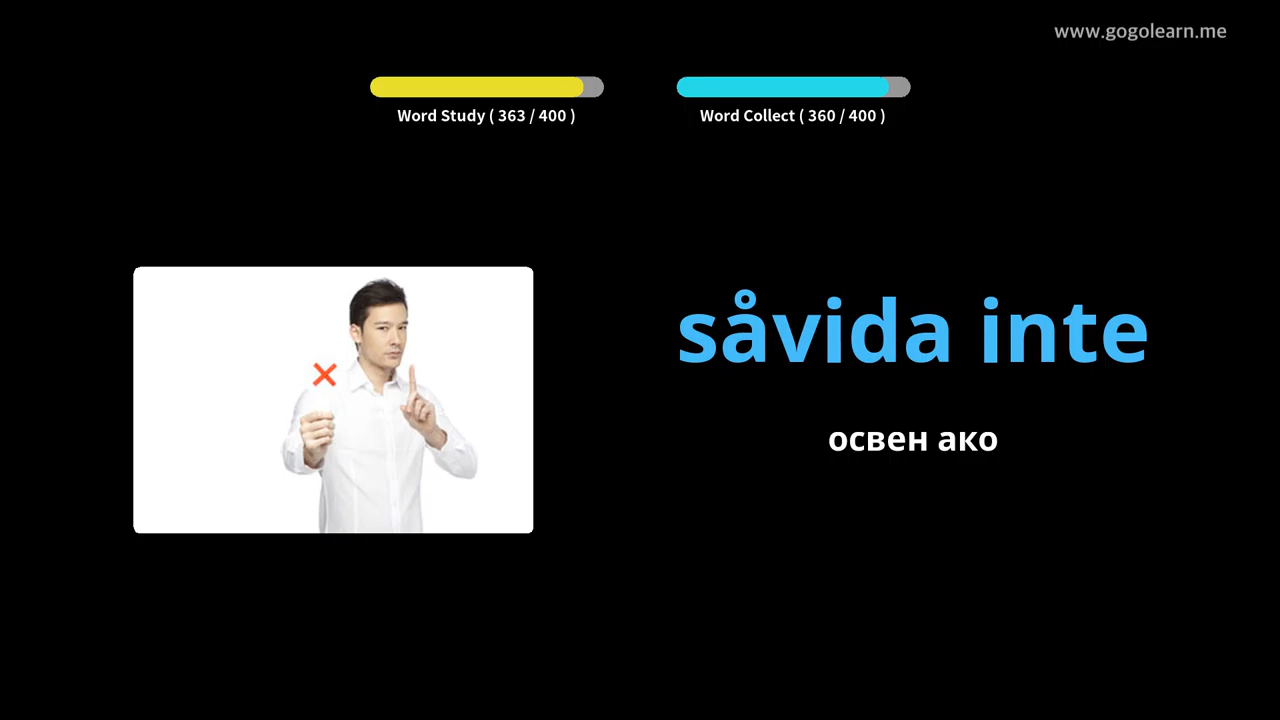 www.gogolearn.me
Word Study ( 363 / 400 )
Word Collect ( 360 / 400 )
såvida inte
освен ако